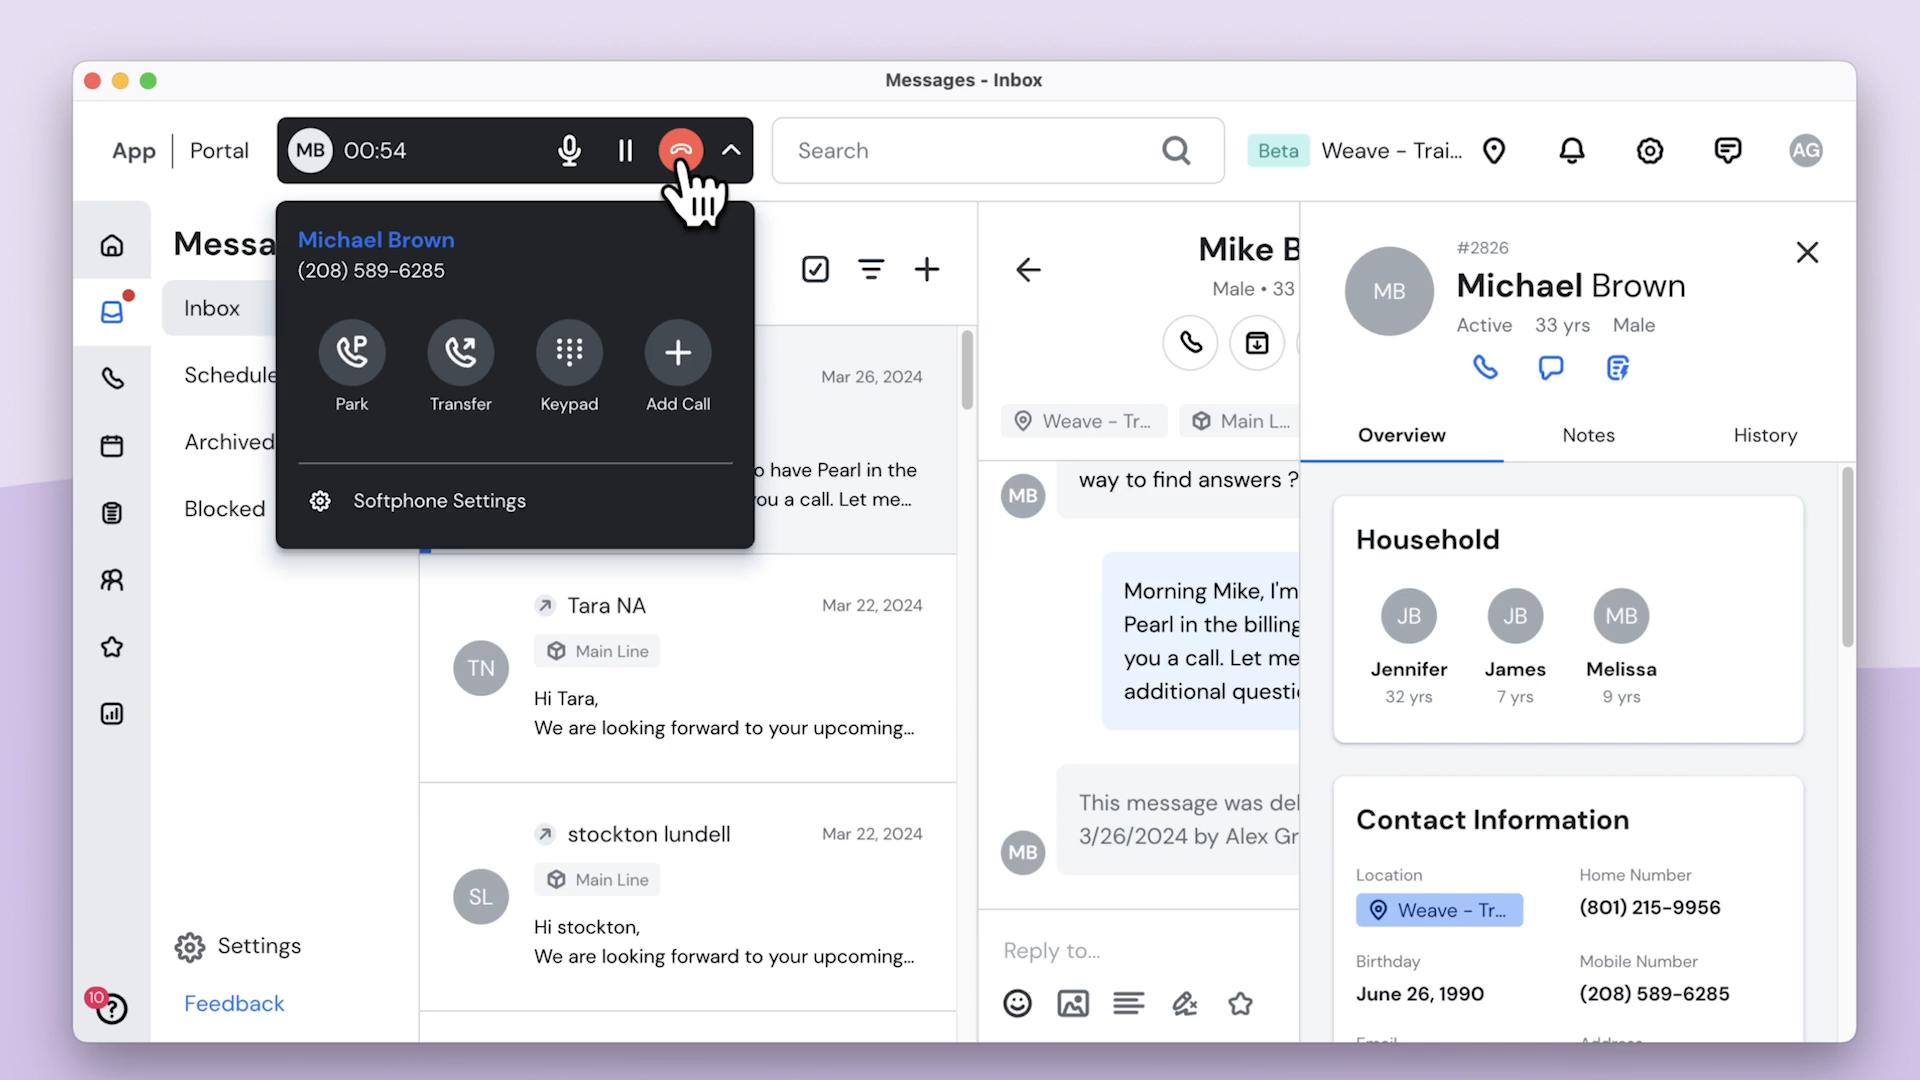 Messages - Inbox
App
Portal
MB
00:54
Search
Beta
Weave - Trai...
AG
Michael Brown
(208) 589-6285
Park
Transfer
Keypad
Add Call
Softphone Settings
Messa
Inbox
Schedule
Archived
Blocked
Settings
Feedback
10
Mar 26, 2024
o have Pearl in the
ou a call. Let me...
TN
Tara NA
Mar 22, 2024
Main Line
Hi Tara,
We are looking forward to your upcoming...
SL
stockton lundell
Mar 22, 2024
Main Line
Hi stockton,
We are looking forward to your upcoming...
Mike B
Male • 33
Weave - Tr...
Main L...
MB
way to find answers ?
Morning Mike, I'm
Pearl in the billing
you a call. Let me
additional questi
MB
This message was del
3/26/2024 by Alex Gr
Reply to...
MB
#2826
Michael Brown
Active
33 yrs
Male
Overview
Notes
History
Household
JB
Jennifer
32 yrs
JB
James
7 yrs
MB
Melissa
9 yrs
Contact Information
Location
Weave - Tr...
Home Number
(801) 215-9956
Birthday
June 26, 1990
Mobile Number
(208) 589-6285
Email
Address